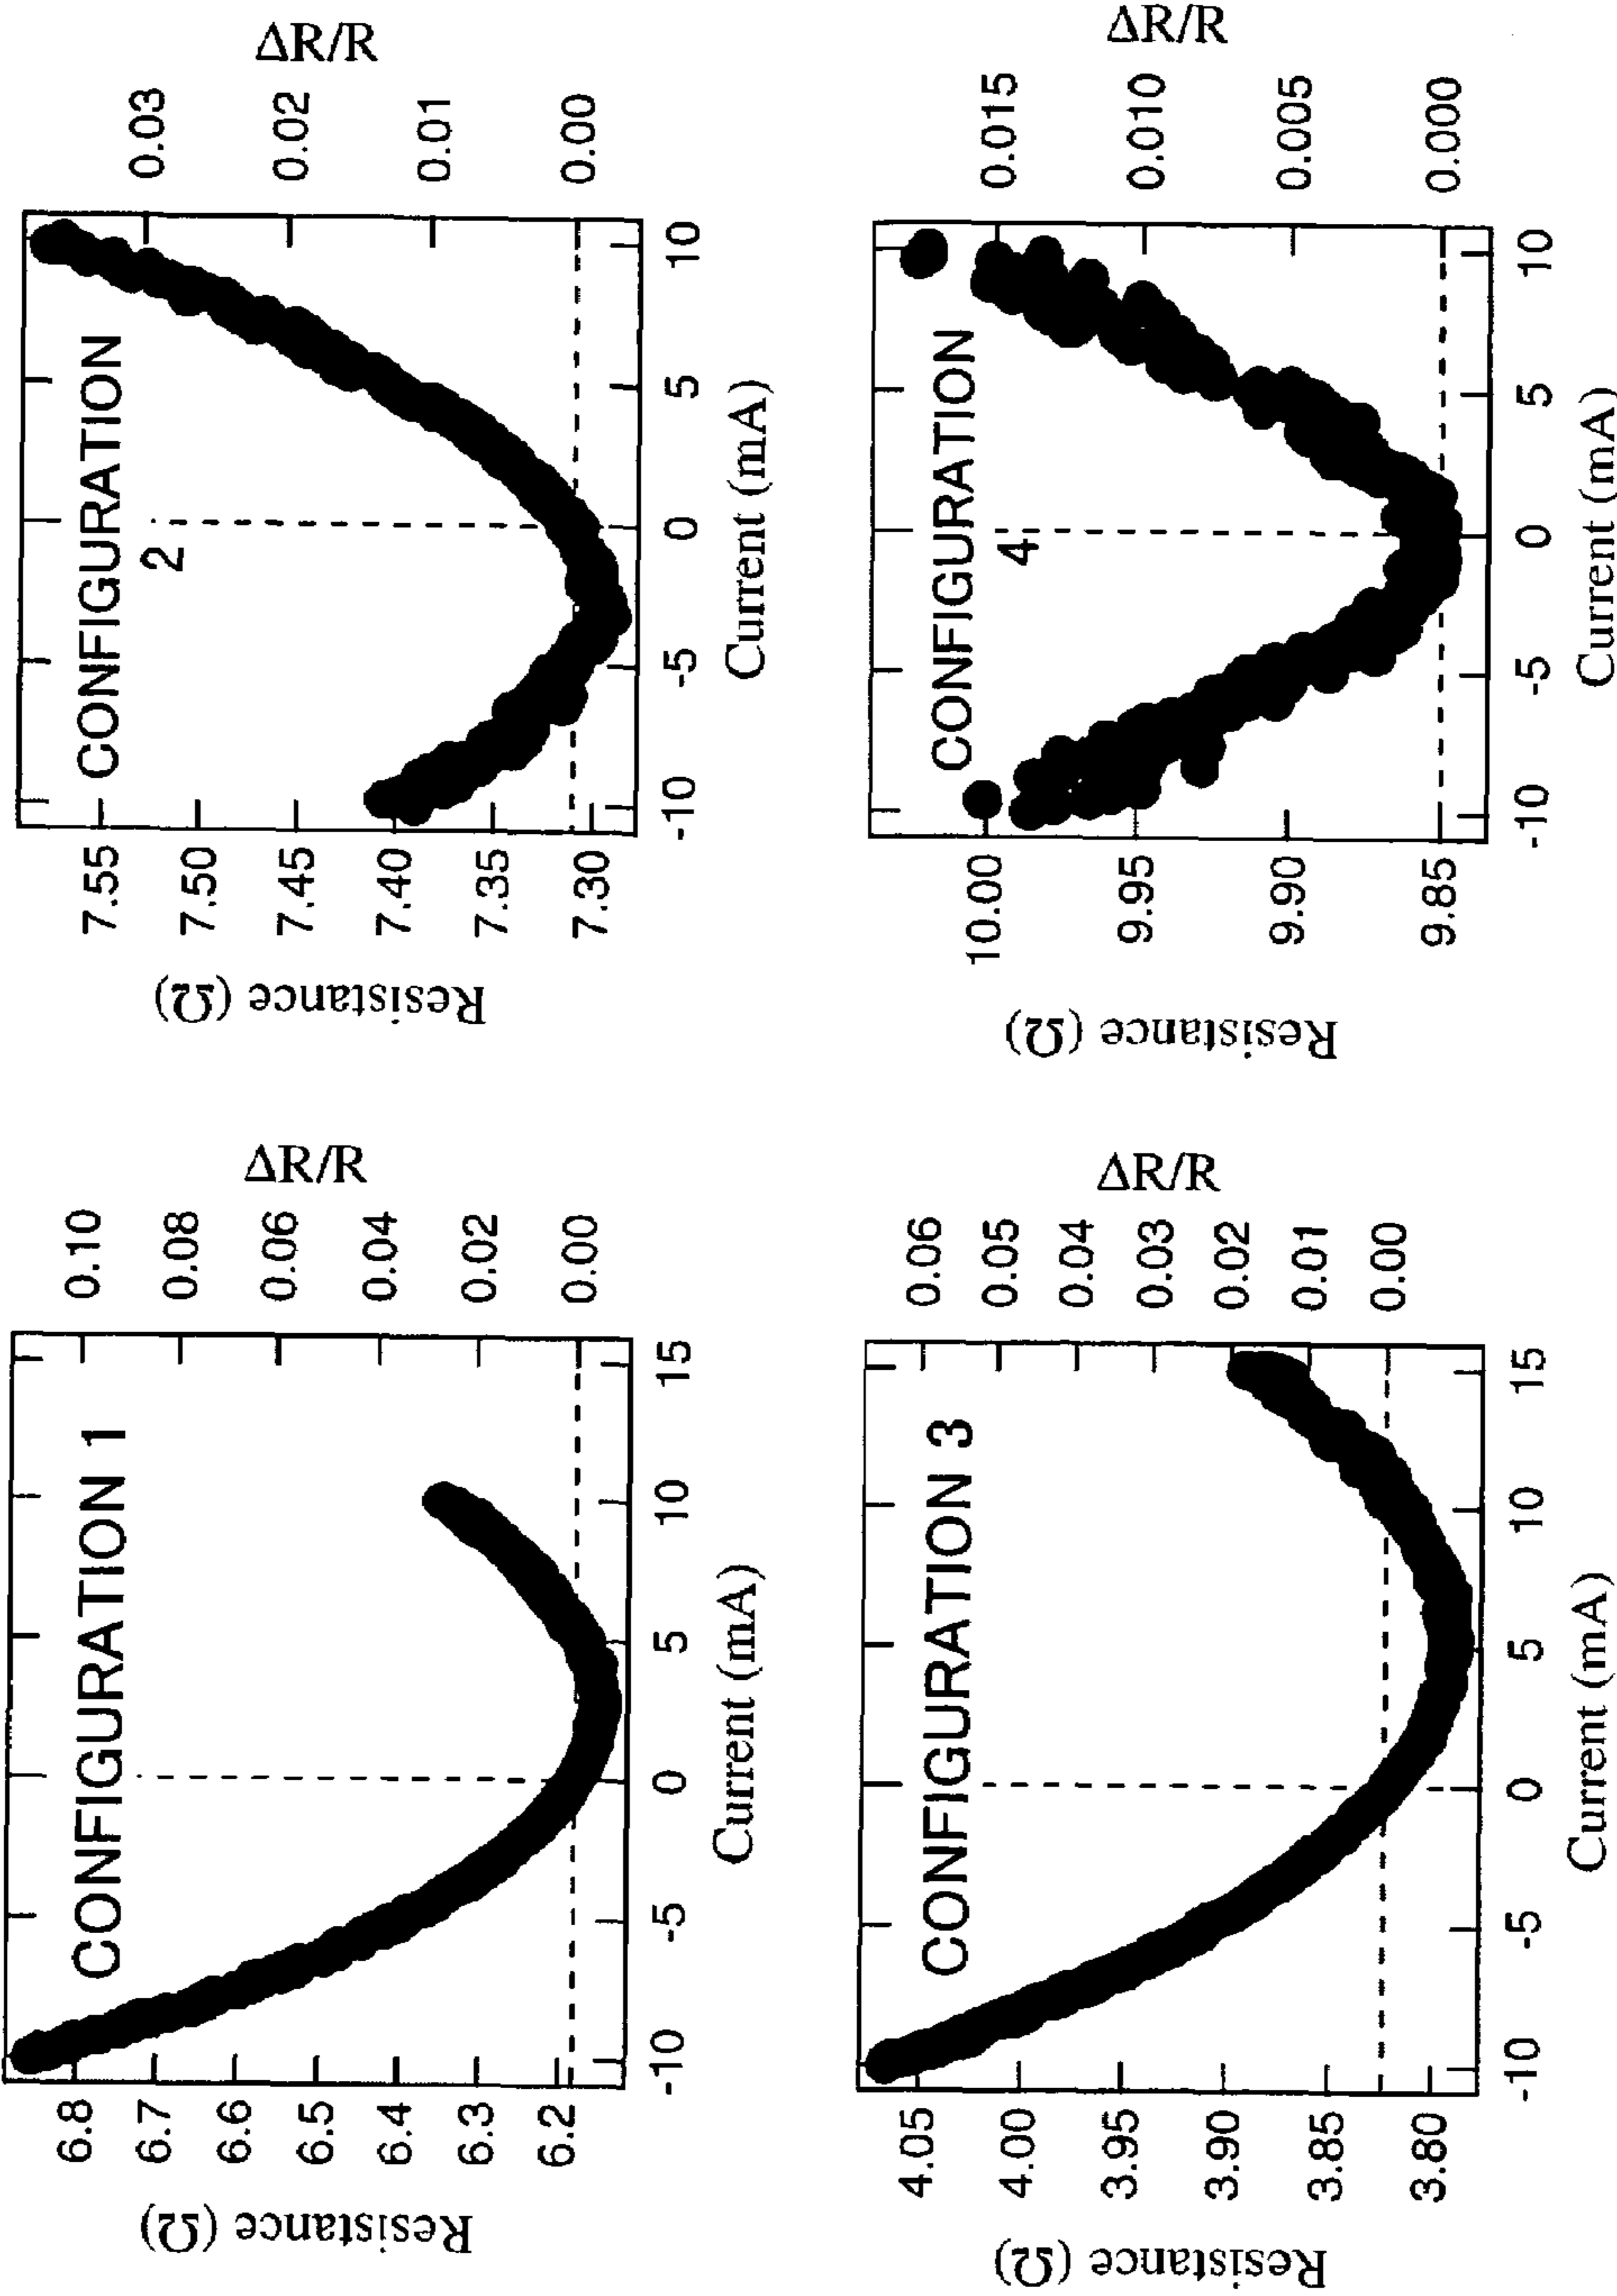 CONFIGURATION 1
Resistance (Ω)
6.8
6.7
6.6
6.5
6.4
6.3
6.2
ΔR/R
0.10
0.08
0.06
0.04
0.02
0.00
-10 -5 0 5 10 15
Current (mA)
CONFIGURATION
2
Resistance (Ω)
7.55
7.50
7.45
7.40
7.35
7.30
ΔR/R
0.03
0.02
0.01
0.00
-10 -5 0 5 10
Current (mA)
CONFIGURATION 3
Resistance (Ω)
4.05
4.00
3.95
3.90
3.85
3.80
ΔR/R
0.06
0.05
0.04
0.03
0.02
0.01
0.00
-10 -5 0 5 10 15
Current (mA)
CONFIGURATION
4
Resistance (Ω)
10.00
9.95
9.90
9.85
ΔR/R
0.015
0.010
0.005
0.000
-10 -5 0 5 10
Current (mA)